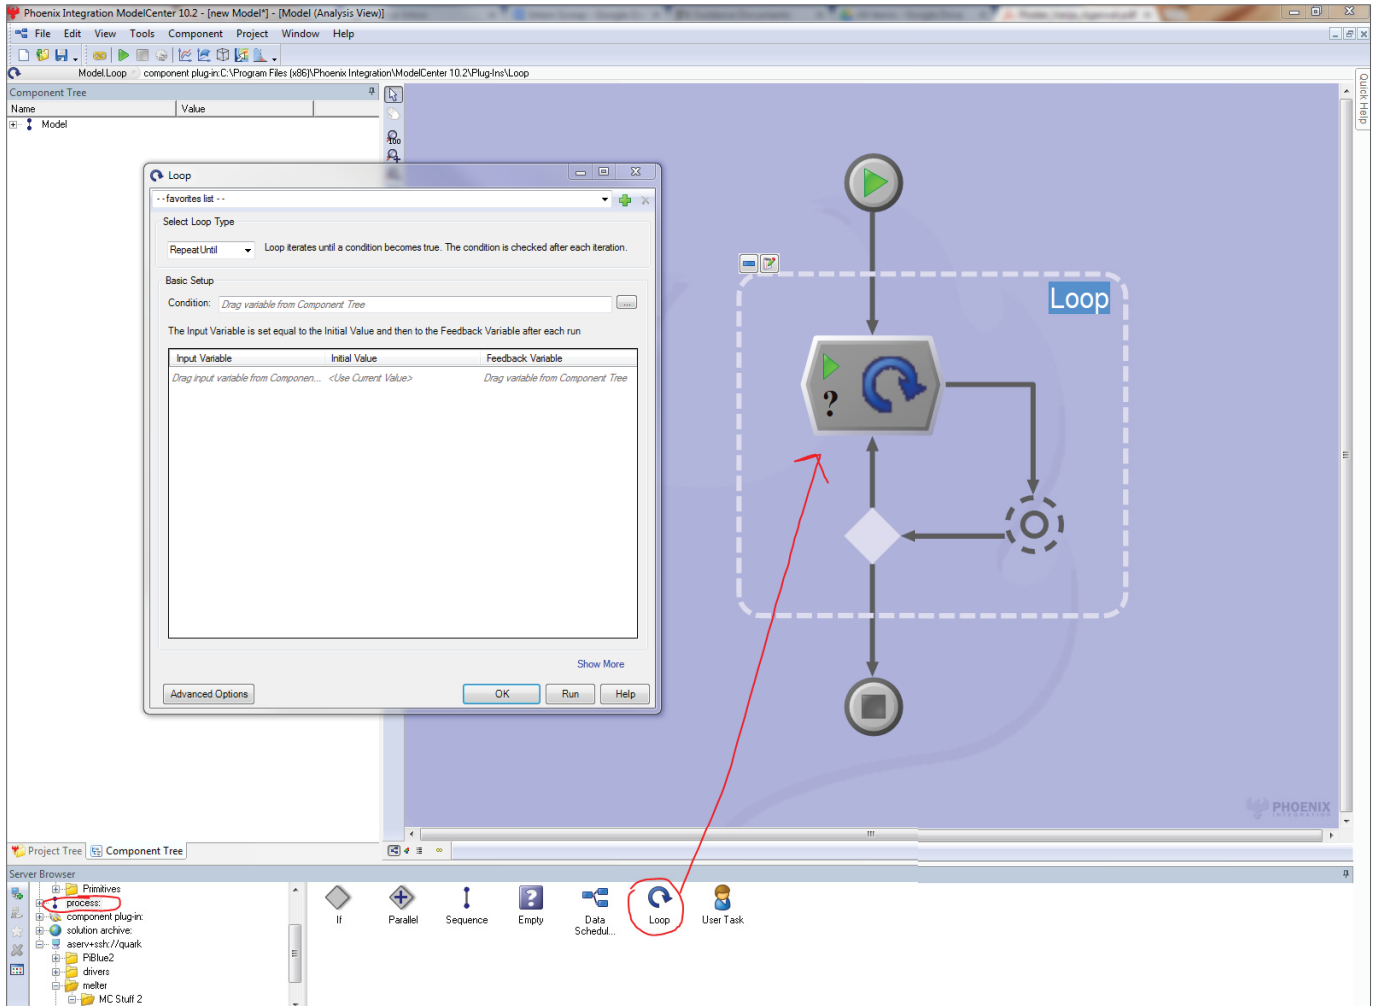 Phoenix Integration ModelCenter 10.2 - [new Model*] - [Model (Analysis View)]
File Edit View Tools Component Project Window Help
Model.Loop component plug-in:C:\Program Files (x86)\Phoenix Integration\ModelCenter 10.2\Plug-Ins\Loop
Component Tree
Name Value
Model
Quick Help
100
Loop
--favorites list--
Select Loop Type
RepeatUntil Loop iterates until a condition becomes true. The condition is checked after each iteration.
Basic Setup
Condition: Drag variable from Component Tree ...
The Input Variable is set equal to the Initial Value and then to the Feedback Variable after each run
Input Variable Initial Value Feedback Variable
Drag input variable from Componen... <Use Current Value> Drag variable from Component Tree
Show More
Advanced Options OK Run Help
Loop
?
PHOENIX
INTEGRATION
Project Tree Component Tree
Server Browser
Primitives
process:
component plug-in:
solution archive:
aserv+ssh://quark
PiBlue2
drivers
melter
MC Stuff 2
If Parallel Sequence Empty Data Schedul... Loop User Task